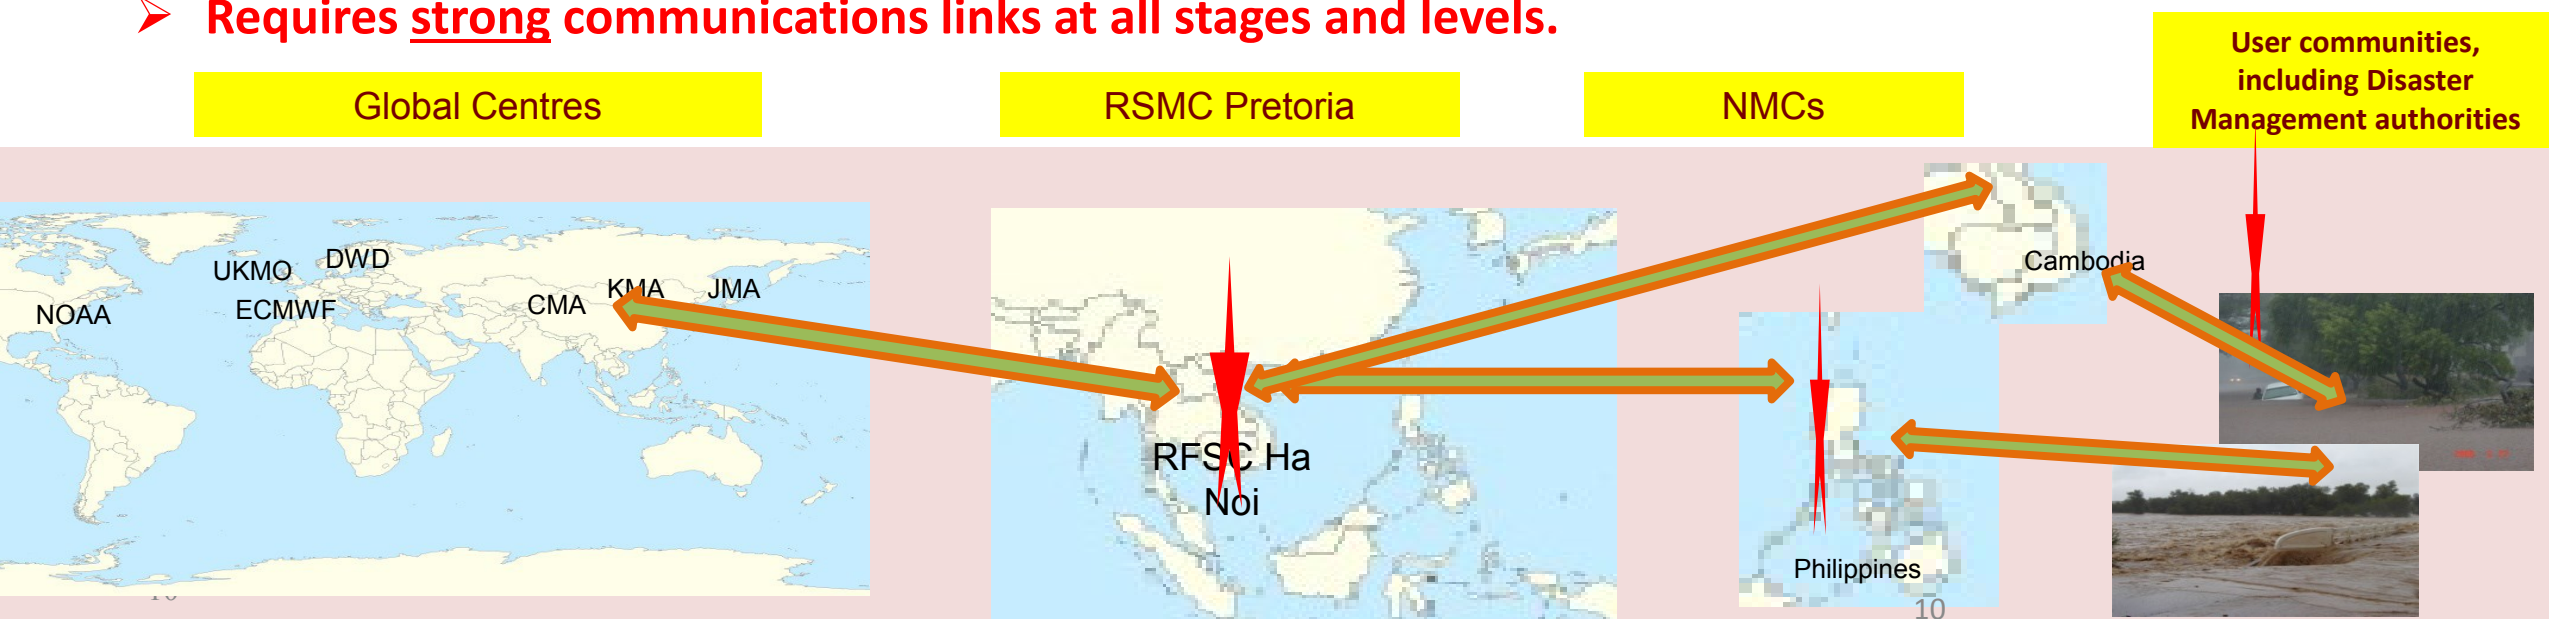 ➢ Requires strong communications links at all stages and levels.
Global Centres
RSMC Pretoria
NMCs
User communities,
including Disaster
Management authorities
UKMO
DWD
NOAA
ECMWF
CMA
KMA
JMA
RFSC Ha
Noi
Cambodia
Philippines
10